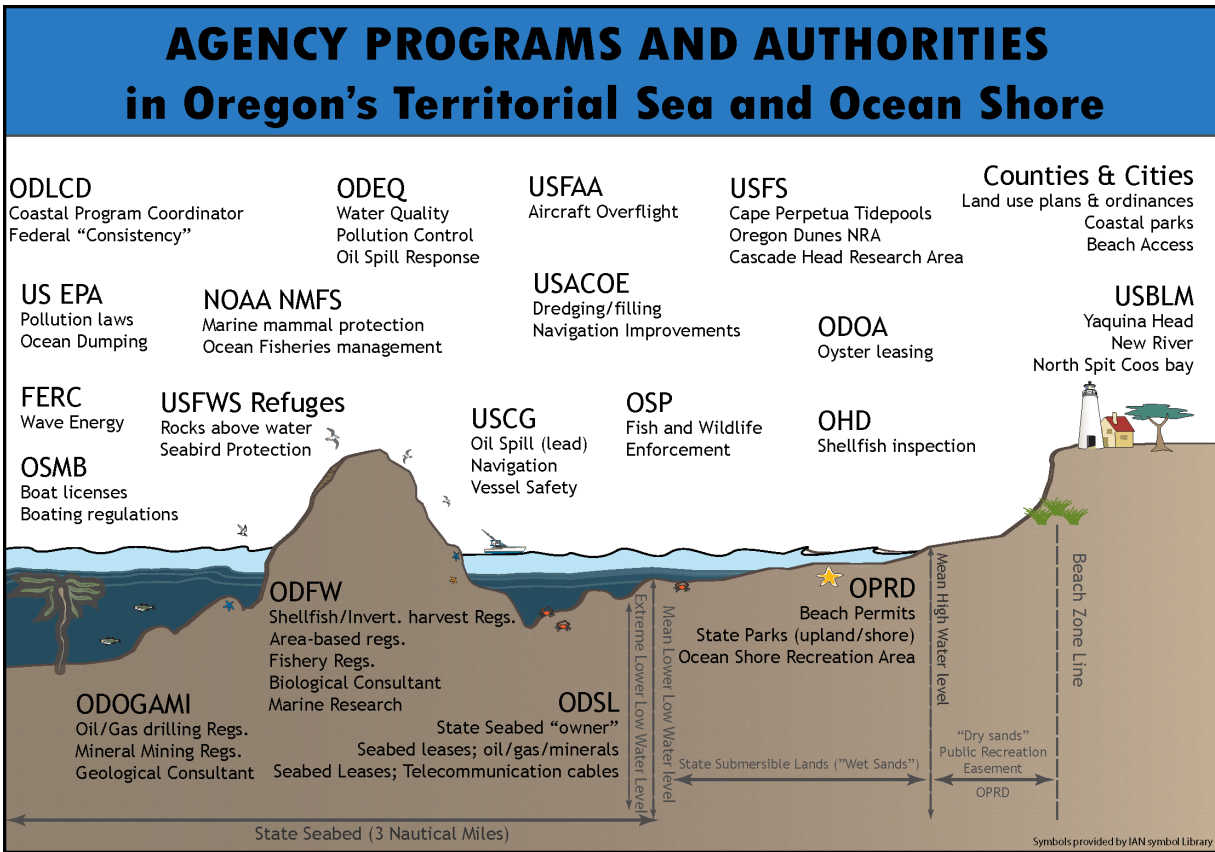 AGENCY PROGRAMS AND AUTHORITIES
in Oregon's Territorial Sea and Ocean Shore
ODLCD
Coastal Program Coordinator
Federal “Consistency”
ODEQ
Water Quality
Pollution Control
Oil Spill Response
USFAA
Aircraft Overflight
USFS
Cape Perpetua Tidepools
Oregon Dunes NRA
Cascade Head Research Area
Counties & Cities
Land use plans & ordinances
Coastal parks
Beach Access
US EPA
Pollution laws
Ocean Dumping
NOAA NMFS
Marine mammal protection
Ocean Fisheries management
USACOE
Dredging/filling
Navigation Improvements
ODOA
Oyster leasing
USBLM
Yaquina Head
New River
North Spit Coos bay
FERC
Wave Energy
USFWS Refuges
Rocks above water
Seabird Protection
USCG
Oil Spill (lead)
Navigation
Vessel Safety
OSP
Fish and Wildlife
Enforcement
OHD
Shellfish inspection
OSMB
Boat licenses
Boating regulations
ODFW
Shellfish/Invert. harvest Regs.
Area-based regs.
Fishery Regs.
Biological Consultant
Marine Research
OPRD
Beach Permits
State Parks (upland/shore)
Ocean Shore Recreation Area
ODOGAMI
Oil/Gas drilling Regs.
Mineral Mining Regs.
Geological Consultant
ODSL
State Seabed “owner”
Seabed leases; oil/gas/minerals
Seabed Leases; Telecommunication cables
Extreme Lower Low Water Level
Mean Lower Low Water level
Mean High Water level
Beach Zone Line
State Submersible Lands (”Wet Sands”)
“Dry sands”
Public Recreation
Easement
OPRD
State Seabed (3 Nautical Miles)
Symbols provided by IAN symbol Library